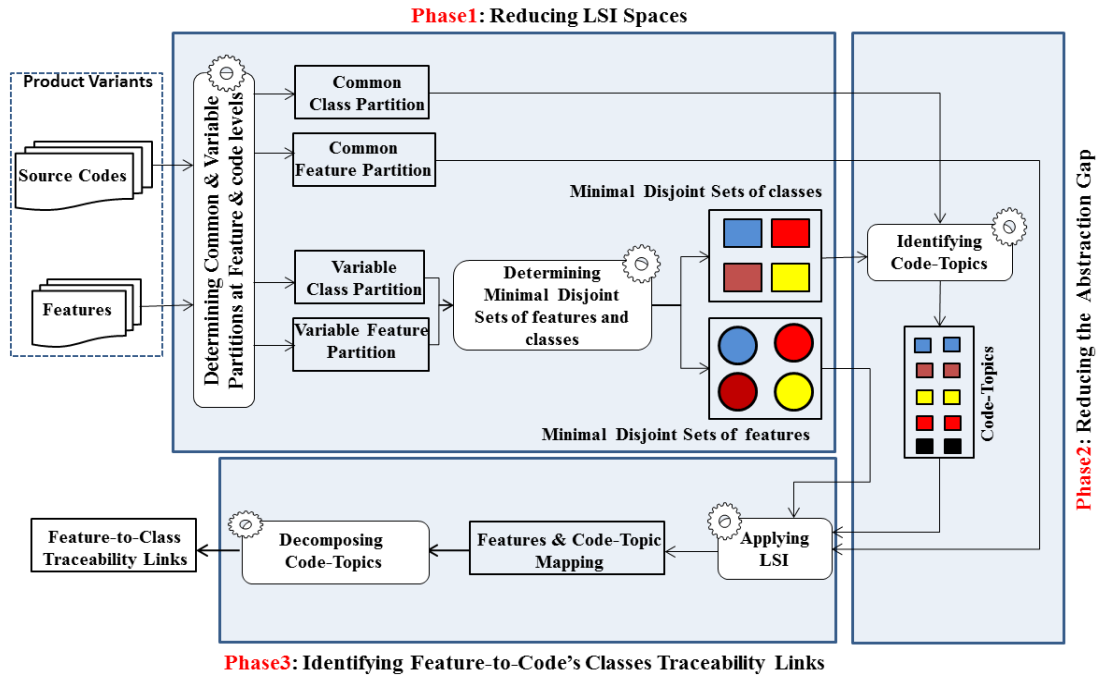 Phase1: Reducing LSI Spaces
Product Variants
Source Codes
Features
Determining Common & Variable
Partitions at Feature & code levels
Common
Class Partition
Common
Feature Partition
Variable
Class Partition
Variable Feature
Partition
Determining
Minimal Disjoint
Sets of features and
classes
Minimal Disjoint Sets of classes
Minimal Disjoint Sets of features
Identifying
Code-Topics
Code-Topics
Phase2: Reducing the Abstraction Gap
Applying
LSI
Features & Code-Topic
Mapping
Decomposing
Code-Topics
Feature-to-Class
Traceability Links
Phase3: Identifying Feature-to-Code's Classes Traceability Links